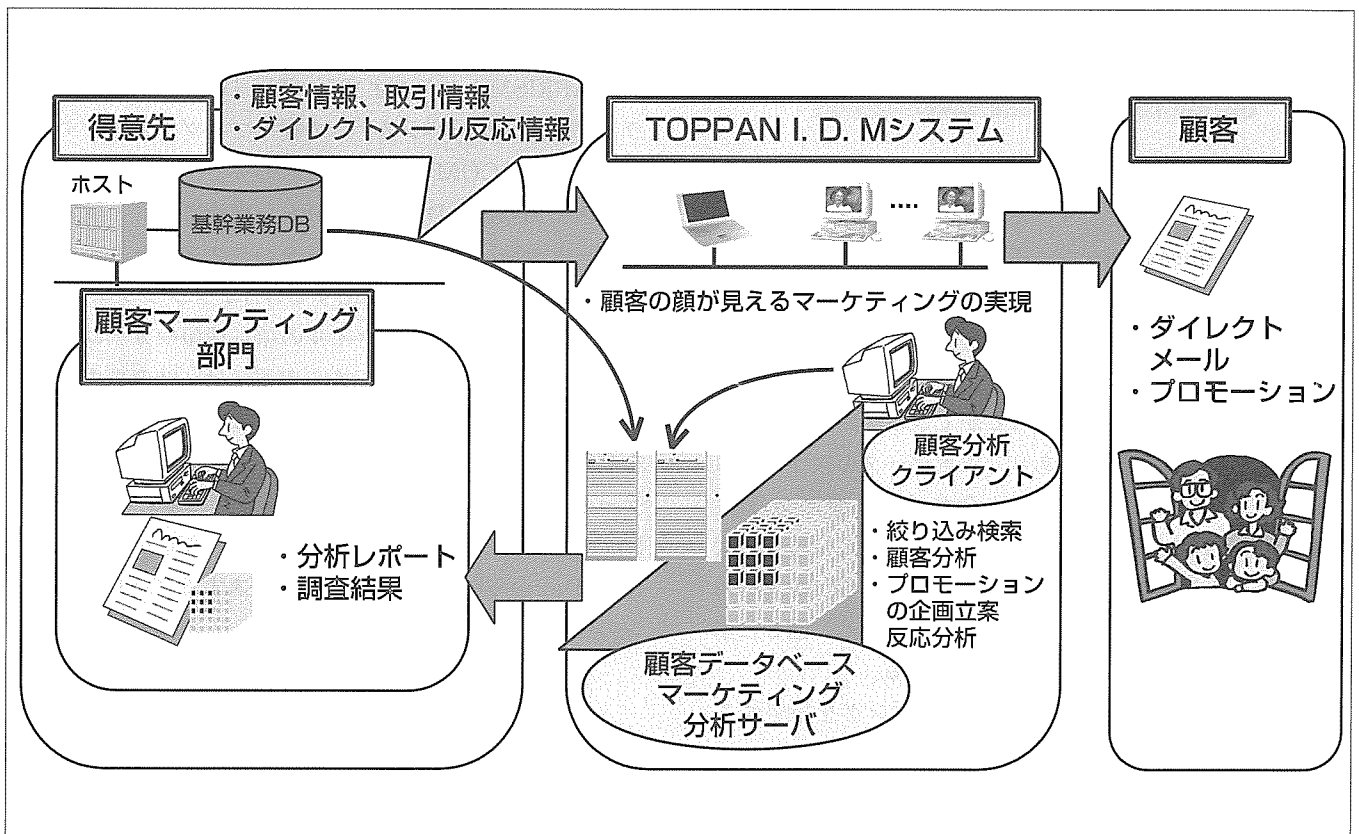 得意先
・顧客情報、取引情報
・ダイレクトメール反応情報
ホスト
基幹業務DB
顧客マーケティング
部門
・分析レポート
・調査結果
TOPPAN I. D. Mシステム
・・・・
・顧客の顔が見えるマーケティングの実現
顧客分析
クライアント
・絞り込み検索
・顧客分析
・プロモーション
の企画立案
反応分析
顧客データベース
マーケティング
分析サーバ
顧客
・ダイレクト
メール
・プロモーション